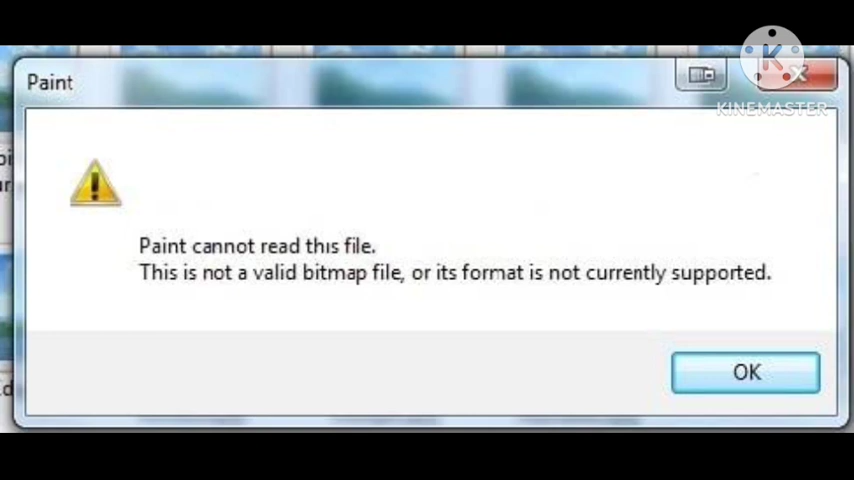 Paint
KINEMASTER
Paint cannot read this file.
This is not a valid bitmap file, or its format is not currently supported.
OK